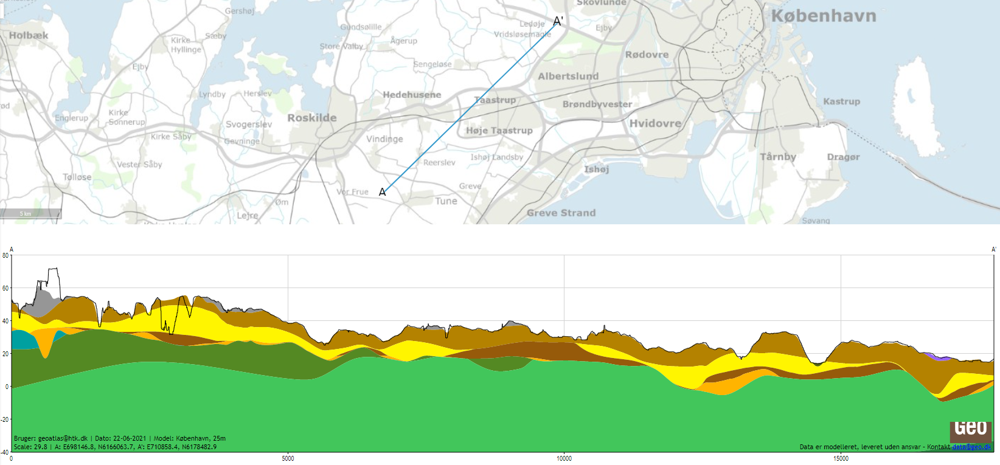 Skovlunde
Gershøj
København
Ledøje
A'
Gundsølille
Ejby
Holbæk
Sæby
Vridsløsemagle
Kirke
Hyllinge
Store Valby
Ågerup
Rødovre
Ejby
Sengeløse
Albertslund
Lyndby
Herslev
Hedehusene
Taastrup
Kastrup
rød
Englerup
Kirke
Sonnerup
Roskilde
Brøndbyvester
Svogerslev
Hvidovre
Høje Taastrup
Kirke Såby
Gevninge
Vindinge
Vester Såby
Reerslev
Ishøj Landsby
Tårnby
Dragør
Ishøj
Tølløse
A
Vor Frue
Greve
Tune
Øm
5 km
Lejre
Greve Strand
Søvang
A
A'
80
60
40
20
0
-20
-40
Geo
Bruger: geoatlas@htk.dk | Dato: 22-06-2021 | Model: København, 25m
Scale: 29.8 | A: E698146.8, N6166063.7, A': E710858.4, N6178482.9
Data er modelleret, leveret uden ansvar - Kontakt data@geo.dk
0
5000
10000
15000